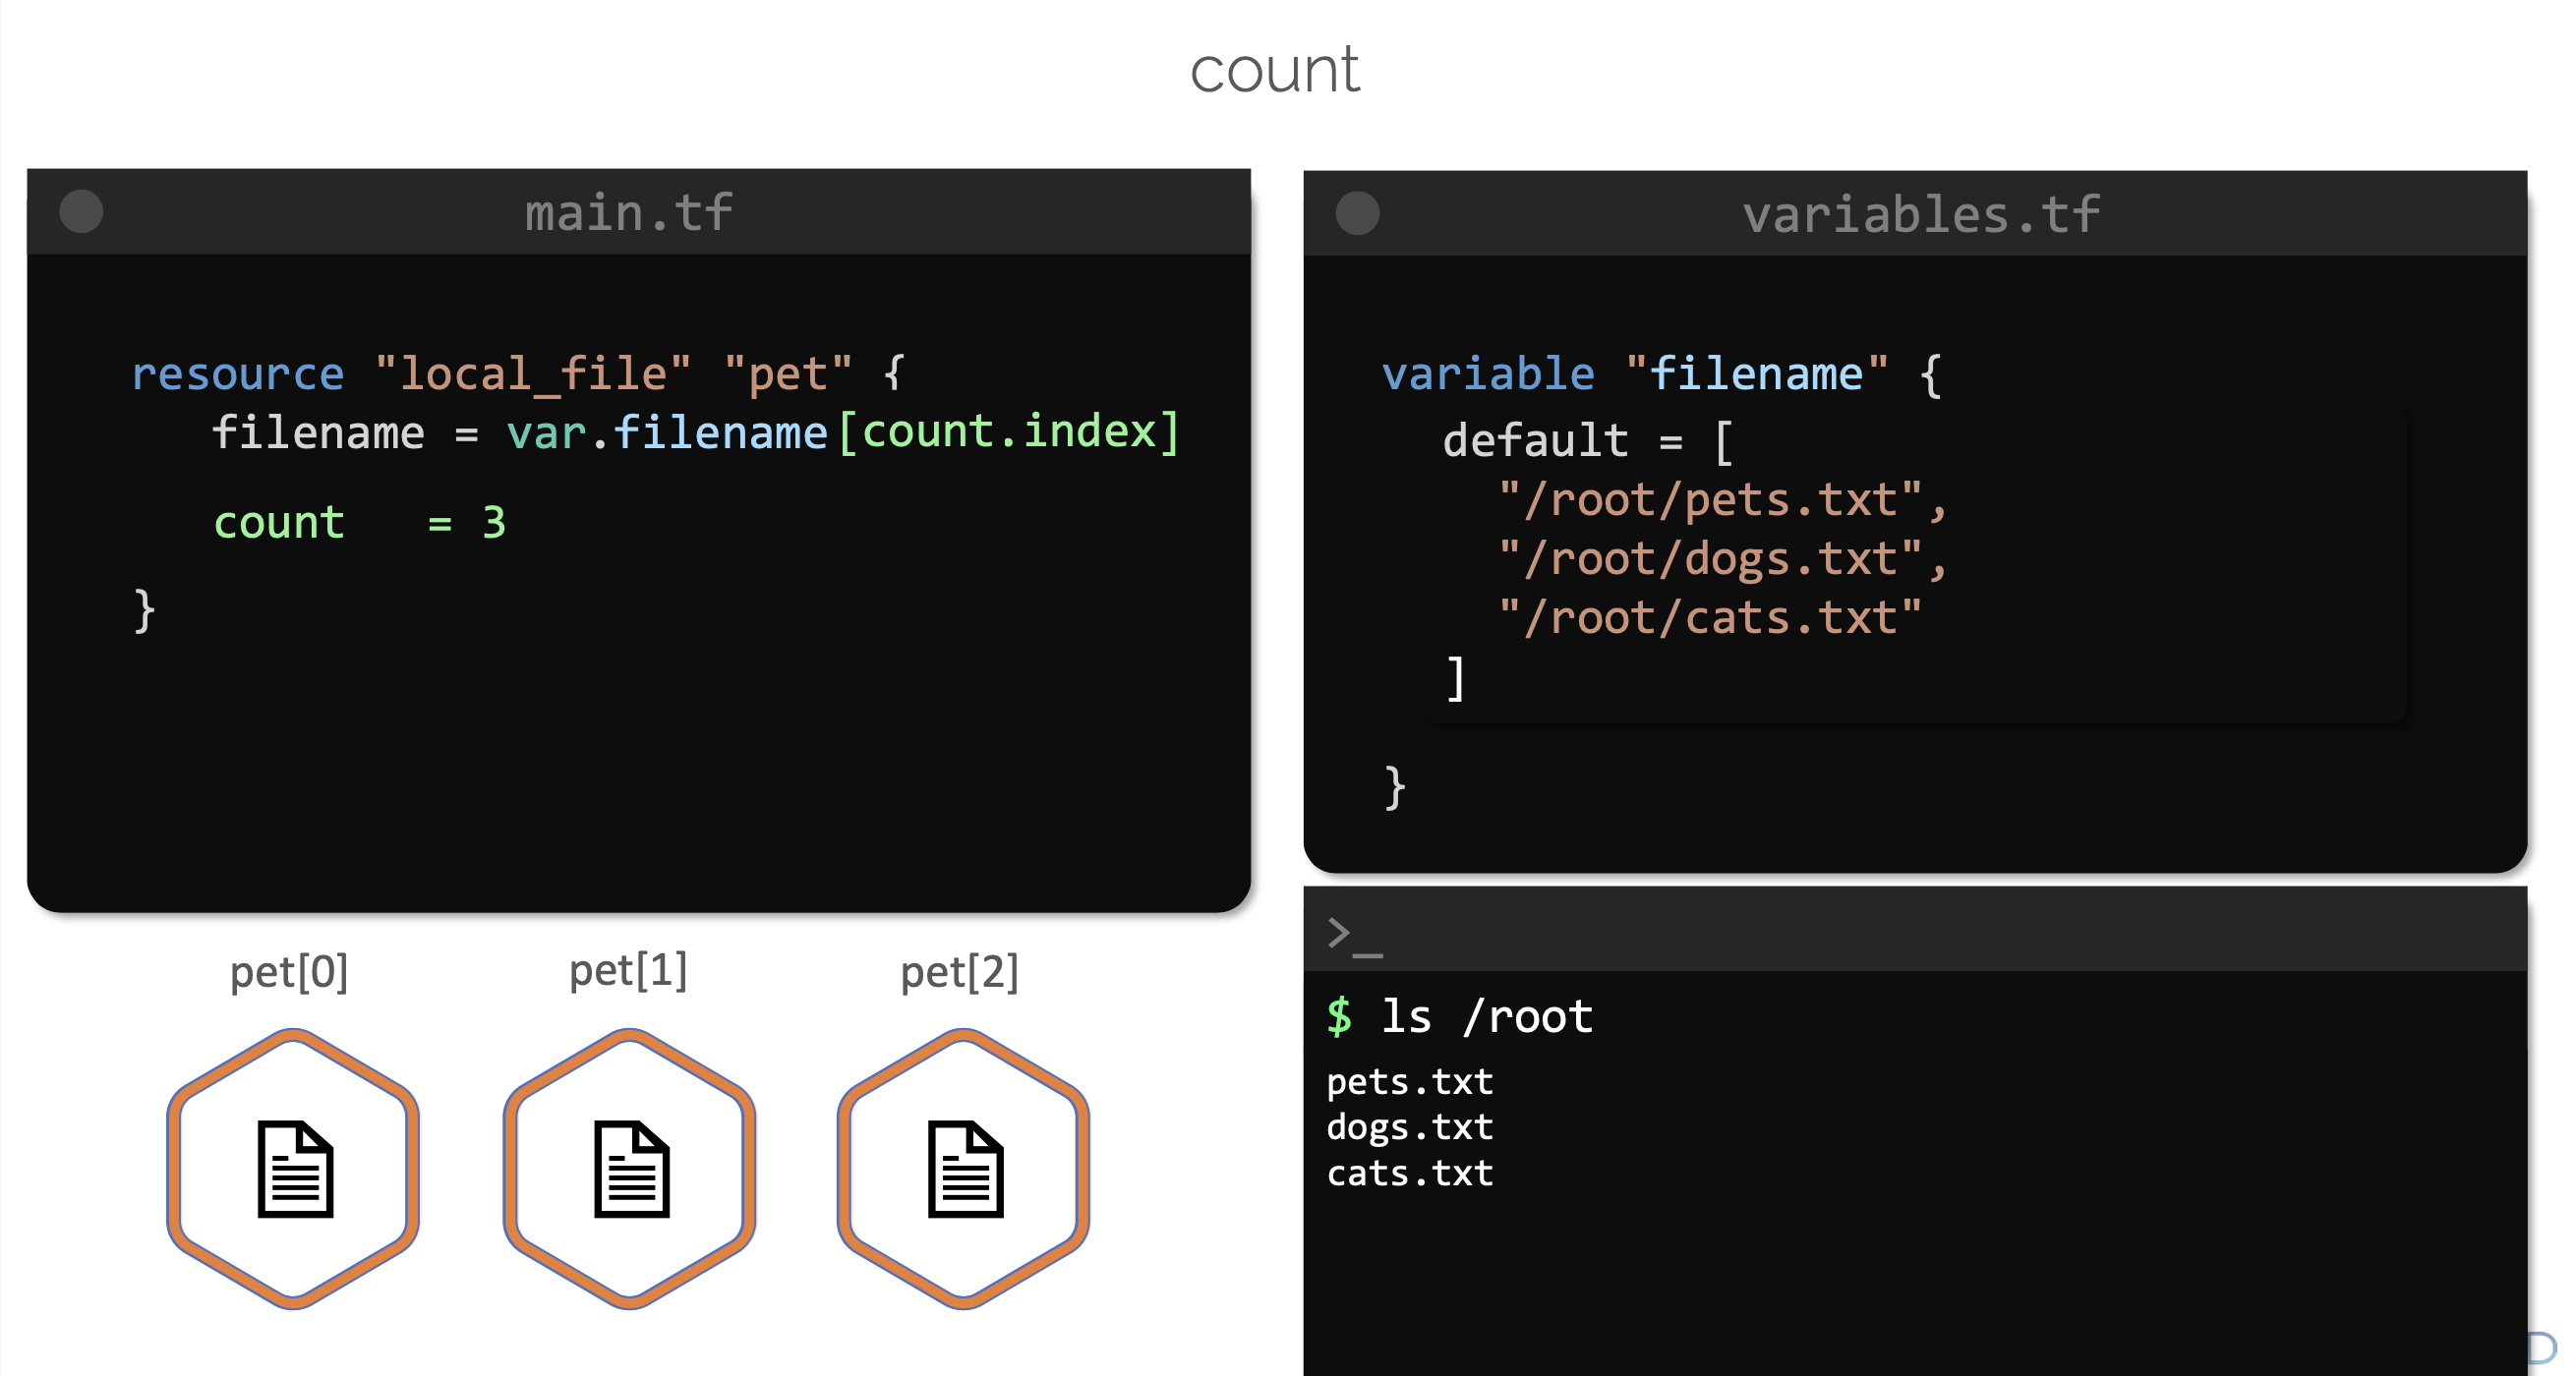 count
main.tf
resource "local_file" "pet" {
filename = var.filename[count.index]
count = 3
}
variables.tf
variable "filename" {
default = [
"/root/pets.txt",
"/root/dogs.txt",
"/root/cats.txt"
]
}
pet[0]
pet[1]
pet[2]
>_
$ ls /root
pets.txt
dogs.txt
cats.txt
D